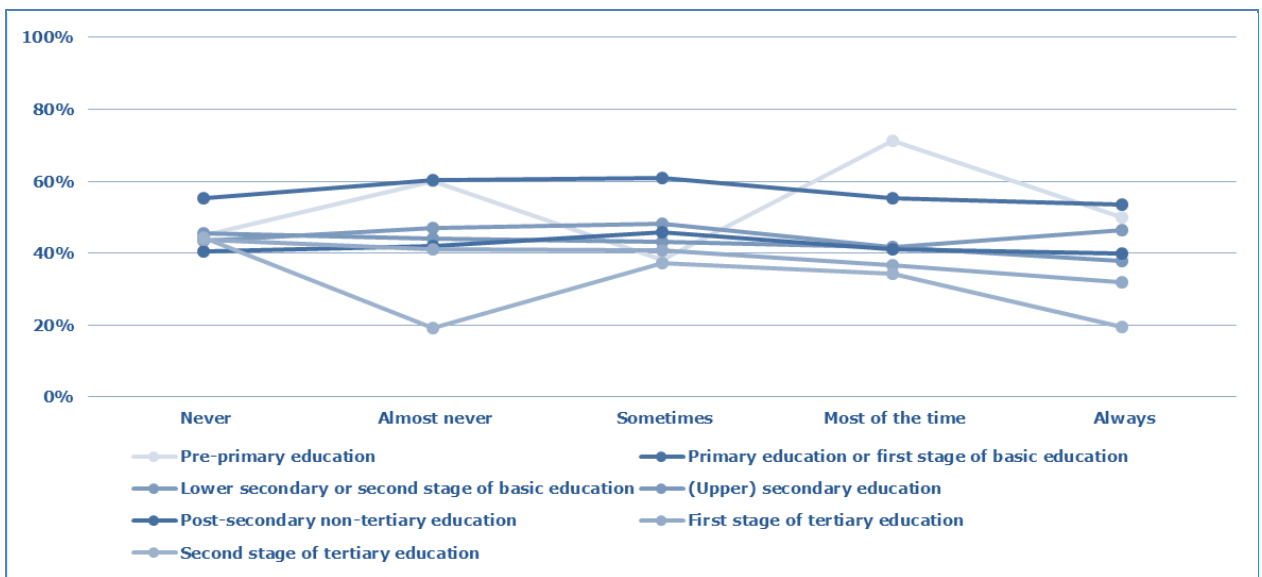 100%
80%
60%
40%
20%
0%
Never Almost never Sometimes Most of the time Always
Pre-primary education Primary education or first stage of basic education
Lower secondary or second stage of basic education (Upper) secondary education
Post-secondary non-tertiary education First stage of tertiary education
Second stage of tertiary education